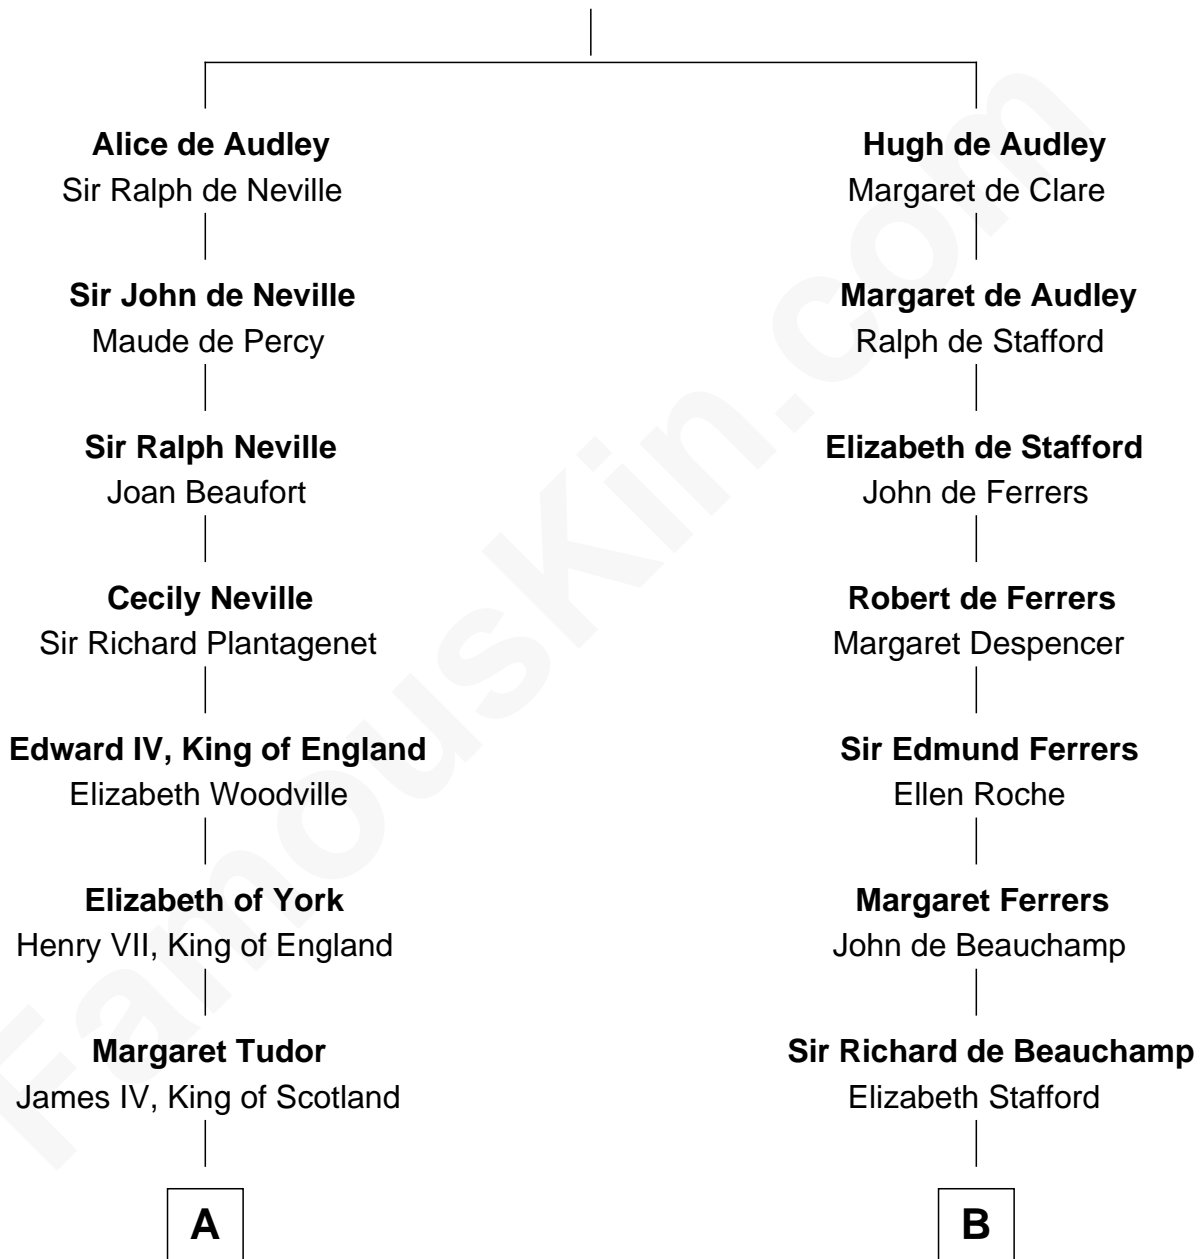 Alice de Audley
Sir Ralph de Neville
Sir John de Neville
Maude de Percy
Sir Ralph Neville
Joan Beaufort
Cecily Neville
Sir Richard Plantagenet
Edward IV, King of England
Elizabeth Woodville
Elizabeth of York
Henry VII, King of England
Margaret Tudor
James IV, King of Scotland
A
Hugh de Audley
Margaret de Clare
Margaret de Audley
Ralph de Stafford
Elizabeth de Stafford
John de Ferrers
Robert de Ferrers
Margaret Despencer
Sir Edmund Ferrers
Ellen Roche
Margaret Ferrers
John de Beauchamp
Sir Richard de Beauchamp
Elizabeth Stafford
B
FamousKin.com